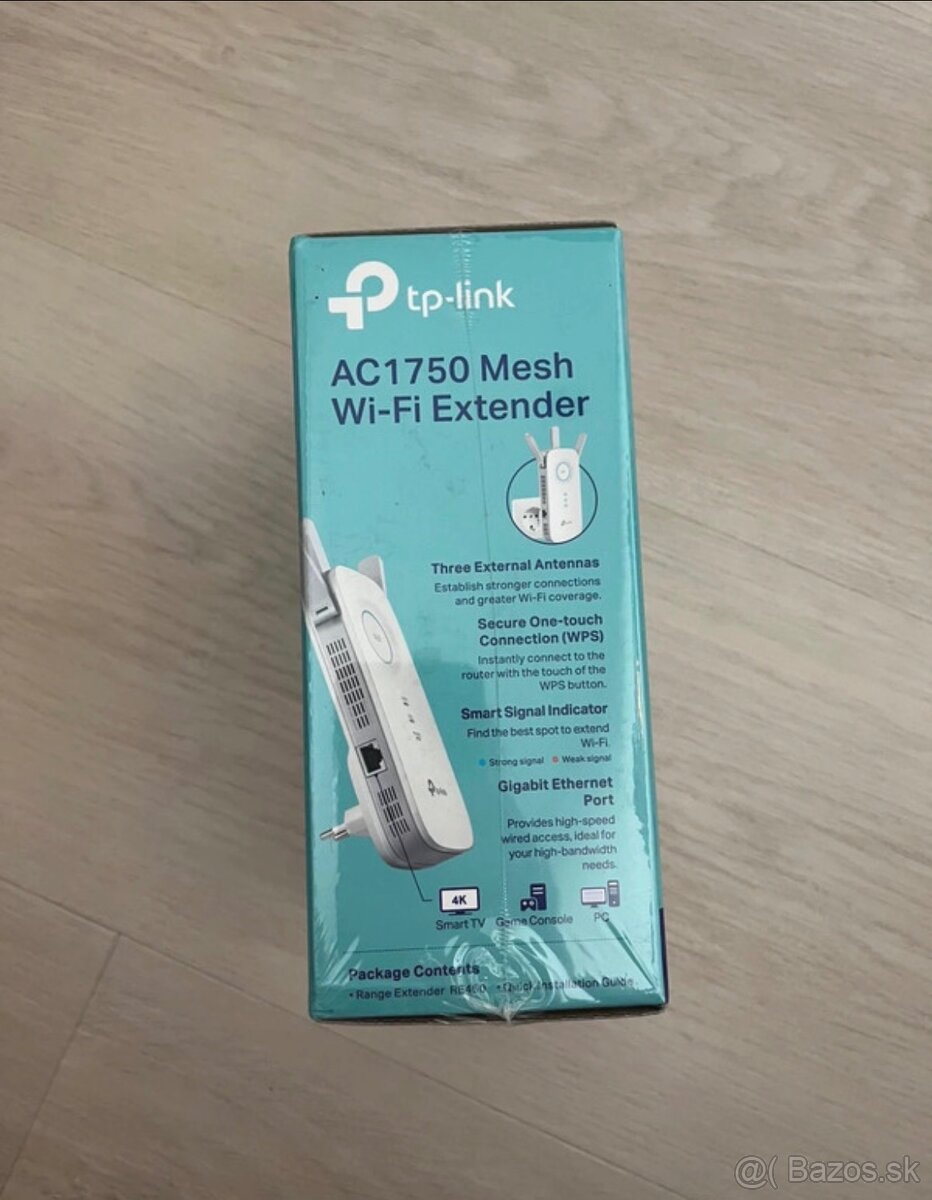 tp-link
AC1750 Mesh
Wi-Fi Extender
Three External Antennas
Establish stronger connections
and greater Wi-Fi coverage.
Secure One-touch
Connection (WPS)
Instantly connect to the
router with the touch of the
WPS button.
Smart Signal Indicator
Find the best spot to extend
Wi-Fi.
Strong signal Weak signal
Gigabit Ethernet
Port
Provides high-speed
wired access, ideal for
your high-bandwidth
needs.
4K
Smart TV Game Console PC
Package Contents
• Range Extender RE450 • Quick Installation Guide
@( Bazos.sk